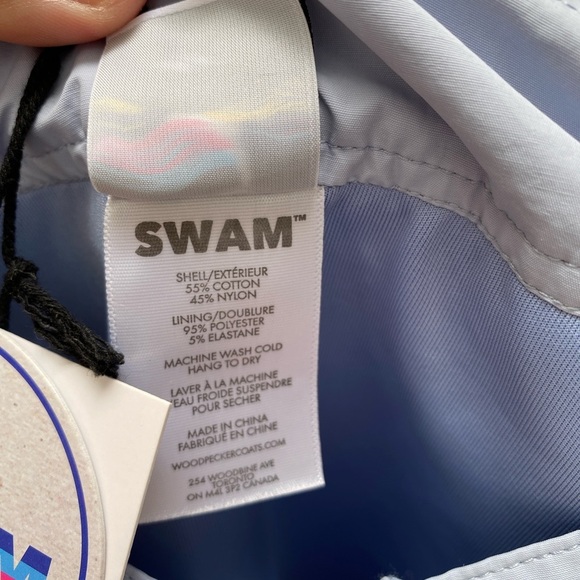 SWAM™
SHELL/EXTÉRIEUR
55% COTTON
45% NYLON
LINING/DOUBLURE
95% POLYESTER
5% ELASTANE
MACHINE WASH COLD
HANG TO DRY
LAVER À LA MACHINE
L'EAU FROIDE SUSPENDRE
POUR SECHER
MADE IN CHINA
FABRIQUÉ EN CHINE
WOODPECKERCOATS.COM
254 WOODBINE AVE
TORONTO
ON M4L 3P2 CANADA
M